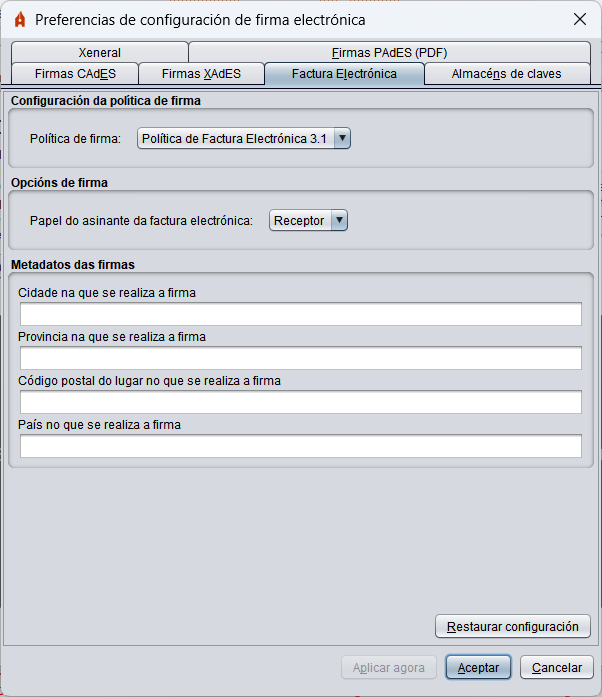 Preferencias de configuración de firma electrónica
Xeneral
Firmas PAdES (PDF)
Firmas CAdES
Firmas XAdES
Factura Electrónica
Almacéns de claves
Configuración da política de firma
Política de firma:
Política de Factura Electrónica 3.1
Opcións de firma
Papel do asinante da factura electrónica:
Receptor
Metadatos das firmas
Cidade na que se realiza a firma
Provincia na que se realiza a firma
Código postal do lugar no que se realiza a firma
País no que se realiza a firma
Restaurar configuración
Aplicar agora
Aceptar
Cancelar